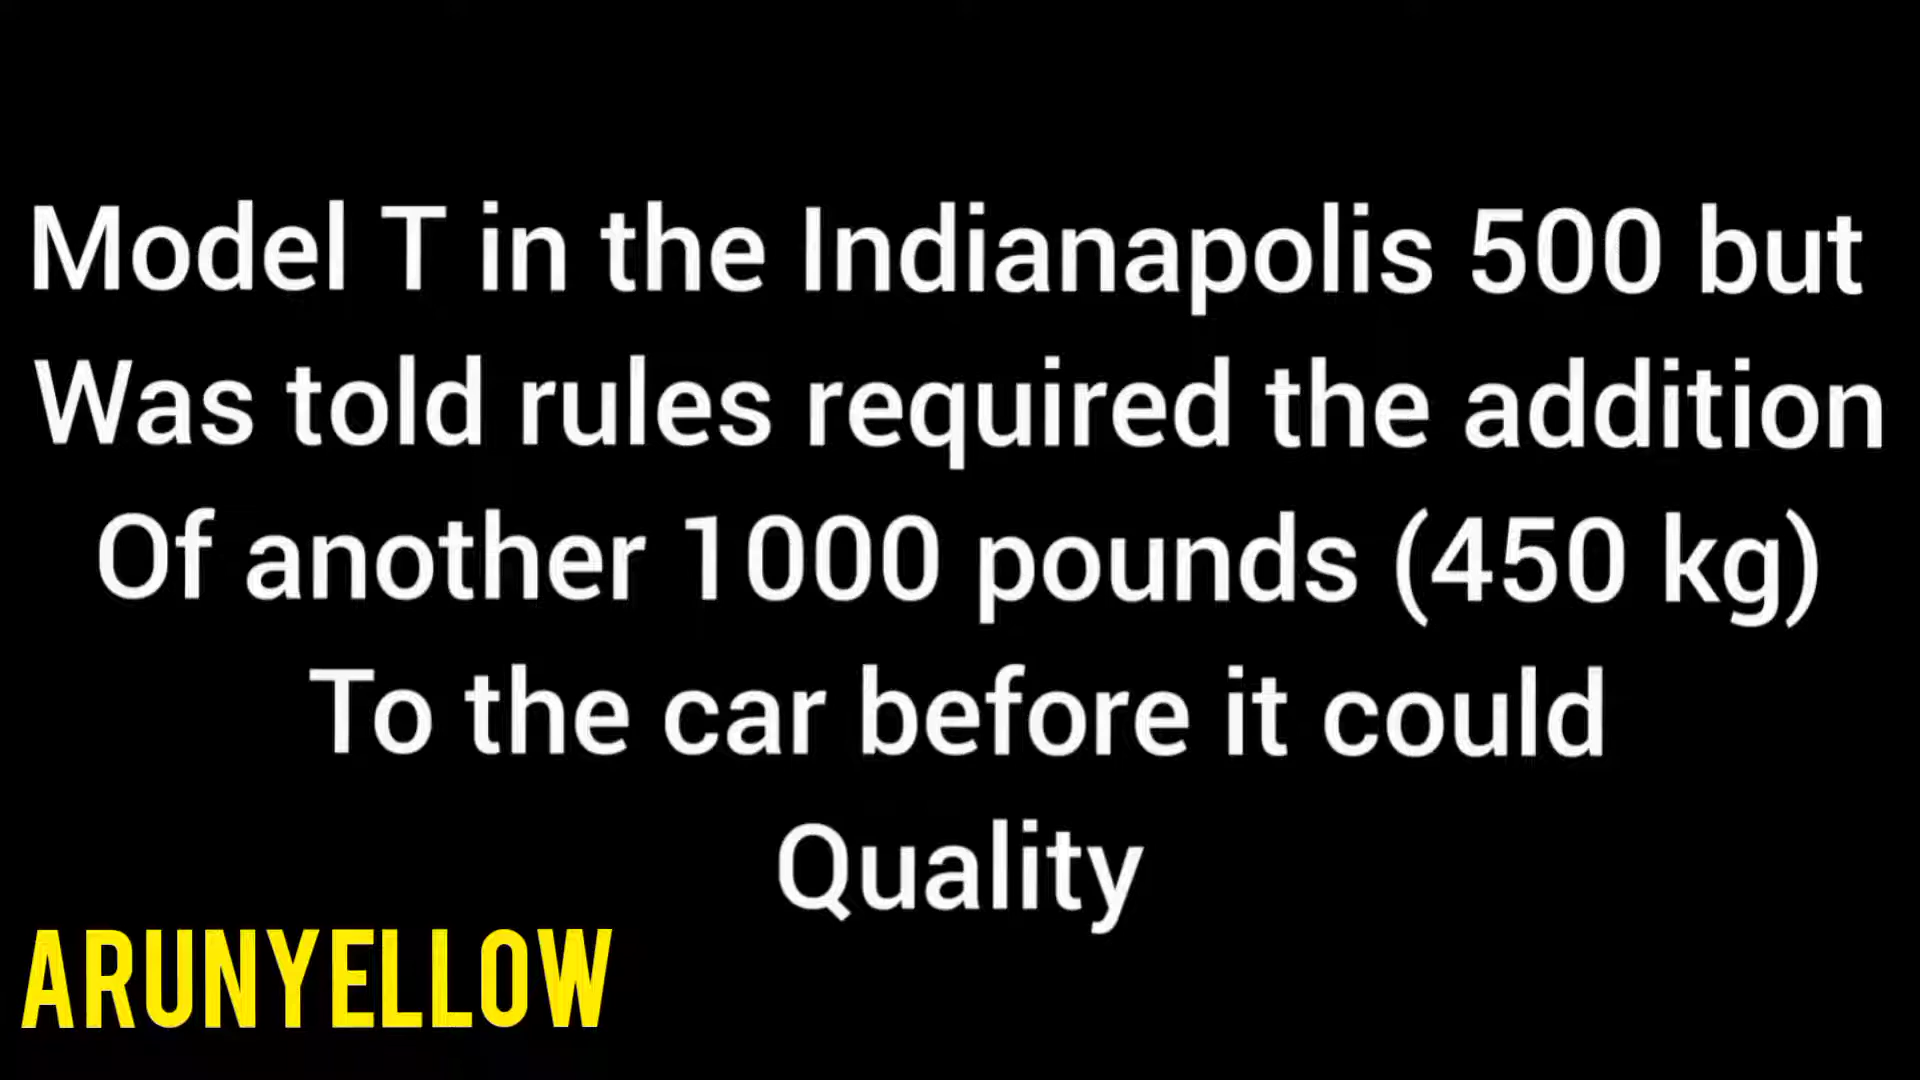 Model T in the Indianapolis 500 but
Was told rules required the addition
Of another 1000 pounds (450 kg)
To the car before it could
Quality
ARUNYELLOW